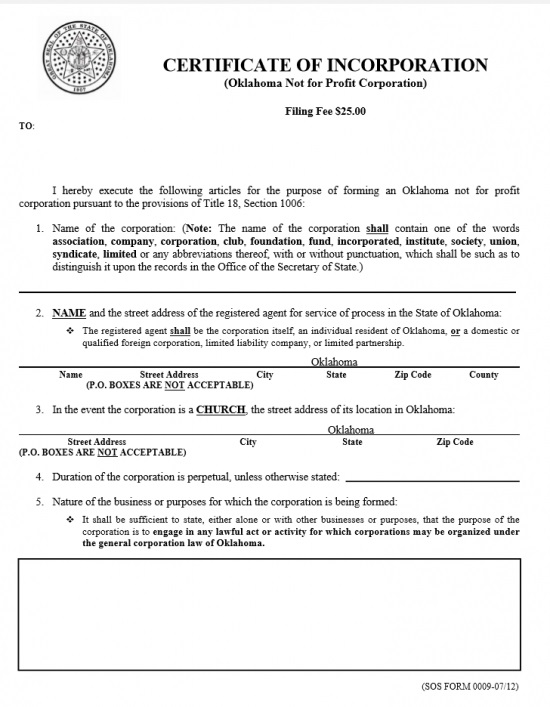 GREAT SEAL OF THE STATE OF OKLAHOMA
1907
CERTIFICATE OF INCORPORATION
(Oklahoma Not for Profit Corporation)
Filing Fee $25.00
TO:
I hereby execute the following articles for the purpose of forming an Oklahoma not for profit
corporation pursuant to the provisions of Title 18, Section 1006:
1. Name of the corporation: (Note: The name of the corporation shall contain one of the words
association, company, corporation, club, foundation, fund, incorporated, institute, society, union,
syndicate, limited or any abbreviations thereof, with or without punctuation, which shall be such as to
distinguish it upon the records in the Office of the Secretary of State.)
2. NAME and the street address of the registered agent for service of process in the State of Oklahoma:
❖ The registered agent shall be the corporation itself, an individual resident of Oklahoma, or a domestic or
qualified foreign corporation, limited liability company, or limited partnership.
Oklahoma
Name Street Address City State Zip Code County
(P.O. BOXES ARE NOT ACCEPTABLE)
3. In the event the corporation is a CHURCH, the street address of its location in Oklahoma:
Oklahoma
Street Address City State Zip Code
(P.O. BOXES ARE NOT ACCEPTABLE)
4. Duration of the corporation is perpetual, unless otherwise stated:
5. Nature of the business or purposes for which the corporation is being formed:
❖ It shall be sufficient to state, either alone or with other businesses or purposes, that the purpose of the
corporation is to engage in any lawful act or activity for which corporations may be organized under
the general corporation law of Oklahoma.
(SOS FORM 0009-07/12)